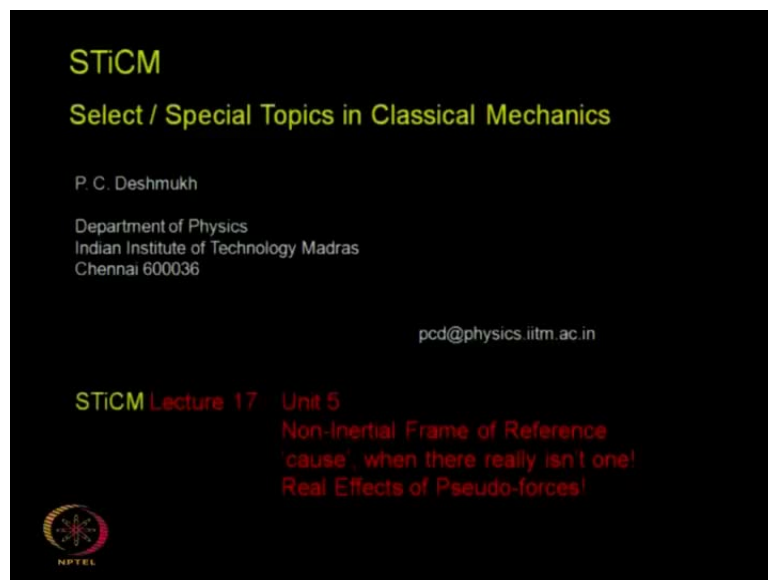 STiCM
Select / Special Topics in Classical Mechanics
P. C. Deshmukh
Department of Physics
Indian Institute of Technology Madras
Chennai 600036
pcd@physics.iitm.ac.in
STiCM Lecture 17 Unit 5
Non-Inertial Frame of Reference
‘cause’, when there really isn’t one!
Real Effects of Pseudo-forces!
NPTEL